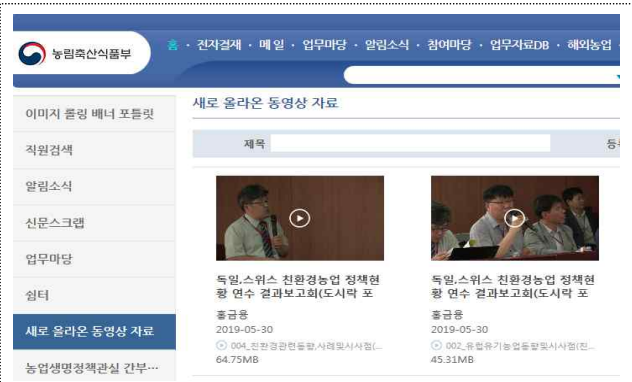 농림축산식품부
홈 · 전자결재 · 메일 · 업무마당 · 알림소식 · 참여마당 · 업무자료DB · 해외농업
이미지 롤링 배너 포틀릿
직원검색
알림소식
신문스크랩
업무마당
쉼터
새로 올라온 동영상 자료
농업생명정책관실 간부…
새로 올라온 동영상 자료
제목
독일,스위스 친환경농업 정책현
황 연수 결과보고회(도시락 포
홍금용
2019-05-30
004_친환경관련동향,사례및시사점(...
64.75MB
독일,스위스 친환경농업 정책현
황 연수 결과보고회(도시락 포
홍금용
2019-05-30
002_유럽유기농업동향및시사점(진...
45.31MB